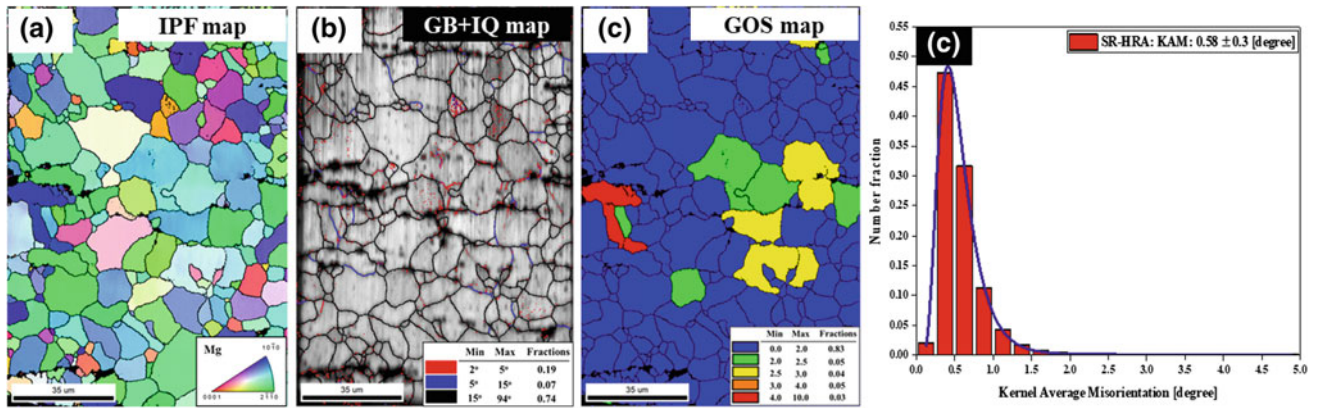 (a) IPF map
Mg
10-10
0001 2110
35 um
(b) GB+IQ map
Min Max Fractions
2° 5° 0.19
5° 15° 0.07
15° 94° 0.74
35 um
(c) GOS map
Min Max Fractions
0.0 2.0 0.83
2.0 2.5 0.05
2.5 3.0 0.04
3.0 4.0 0.05
4.0 10.0 0.03
35 um
(c)
SR-HRA: KAM: 0.58 ±0.3 [degree]
Number fraction
0.55
0.50
0.45
0.40
0.35
0.30
0.25
0.20
0.15
0.10
0.05
0.00
0.0 0.5 1.0 1.5 2.0 2.5 3.0 3.5 4.0 4.5 5.0
Kernel Average Misorientation [degree]